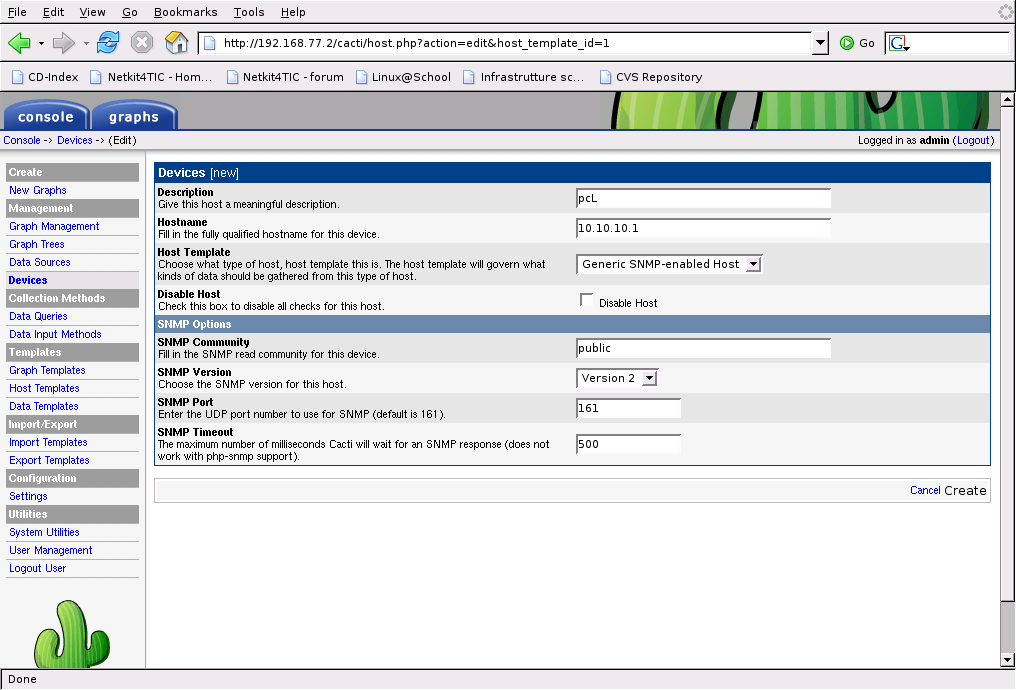 File Edit View Go Bookmarks Tools Help
http://192.168.77.2/cacti/host.php?action=edit&host_template_id=1 Go G
CD-Index Netkit4TIC - Hom... Netkit4TIC - forum Linux@School Infrastrutture sc... CVS Repository
console graphs
Console -> Devices -> (Edit) Logged in as admin (Logout)
Create
New Graphs
Management
Graph Management
Graph Trees
Data Sources
Devices
Collection Methods
Data Queries
Data Input Methods
Templates
Graph Templates
Host Templates
Data Templates
Import/Export
Import Templates
Export Templates
Configuration
Settings
Utilities
System Utilities
User Management
Logout User
Devices [new]
Description
Give this host a meaningful description.
pcL
Hostname
Fill in the fully qualified hostname for this device.
10.10.10.1
Host Template
Choose what type of host, host template this is. The host template will govern what
kinds of data should be gathered from this type of host.
Generic SNMP-enabled Host
Disable Host
Check this box to disable all checks for this host.
Disable Host
SNMP Options
SNMP Community
Fill in the SNMP read community for this device.
public
SNMP Version
Choose the SNMP version for this host.
Version 2
SNMP Port
Enter the UDP port number to use for SNMP (default is 161).
161
SNMP Timeout
The maximum number of milliseconds Cacti will wait for an SNMP response (does not
work with php-snmp support).
500
Cancel Create
Done